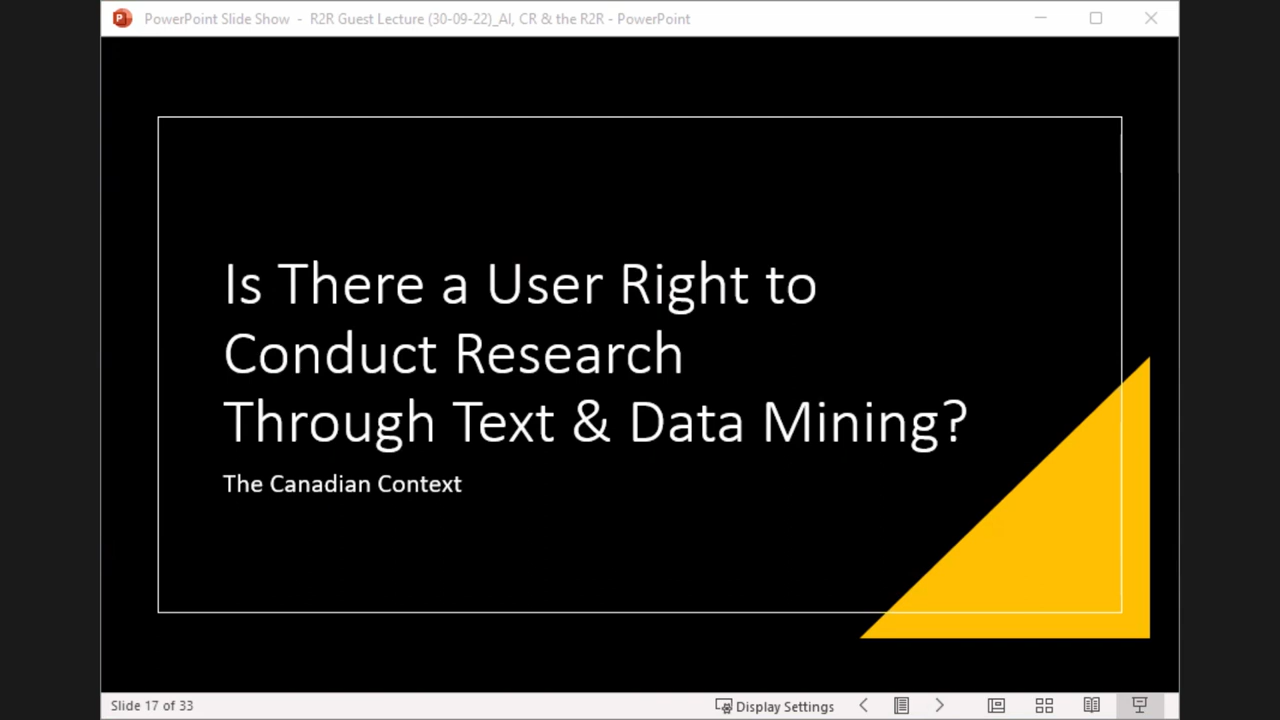 PowerPoint Slide Show - R2R Guest Lecture (30-09-22)_AI, CR & the R2R - PowerPoint
Is There a User Right to
Conduct Research
Through Text & Data Mining?
The Canadian Context
Slide 17 of 33
Display Settings